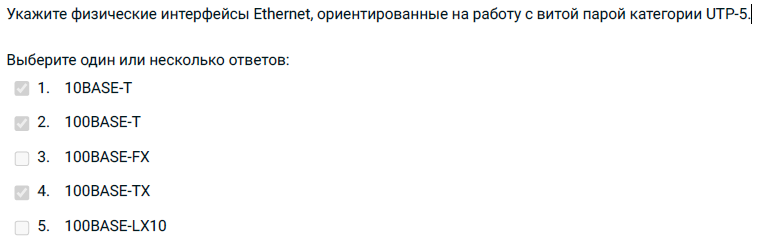 Укажите физические интерфейсы Ethernet, ориентированные на работу с витой парой категории UTP-5.
Выберите один или несколько ответов:
1. 10BASE-T
2. 100BASE-T
3. 100BASE-FX
4. 100BASE-TX
5. 100BASE-LX10